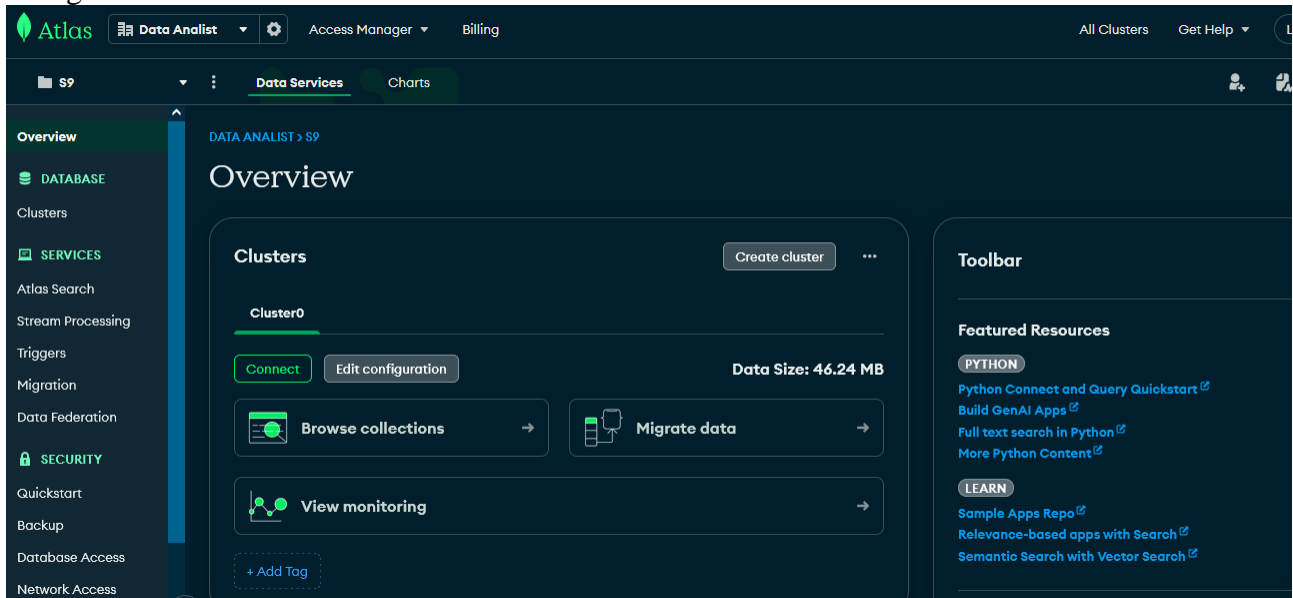 Atlas
Data Analist
Access Manager
Billing
All Clusters
Get Help
S9
Data Services
Charts
Overview
DATABASE
Clusters
SERVICES
Atlas Search
Stream Processing
Triggers
Migration
Data Federation
SECURITY
Quickstart
Backup
Database Access
Network Access
DATA ANALIST > S9
Overview
Clusters
Create cluster
Cluster0
Connect
Edit configuration
Data Size: 46.24 MB
Browse collections
Migrate data
View monitoring
+ Add Tag
Toolbar
Featured Resources
PYTHON
Python Connect and Query Quickstart
Build GenAI Apps
Full text search in Python
More Python Content
LEARN
Sample Apps Repo
Relevance-based apps with Search
Semantic Search with Vector Search